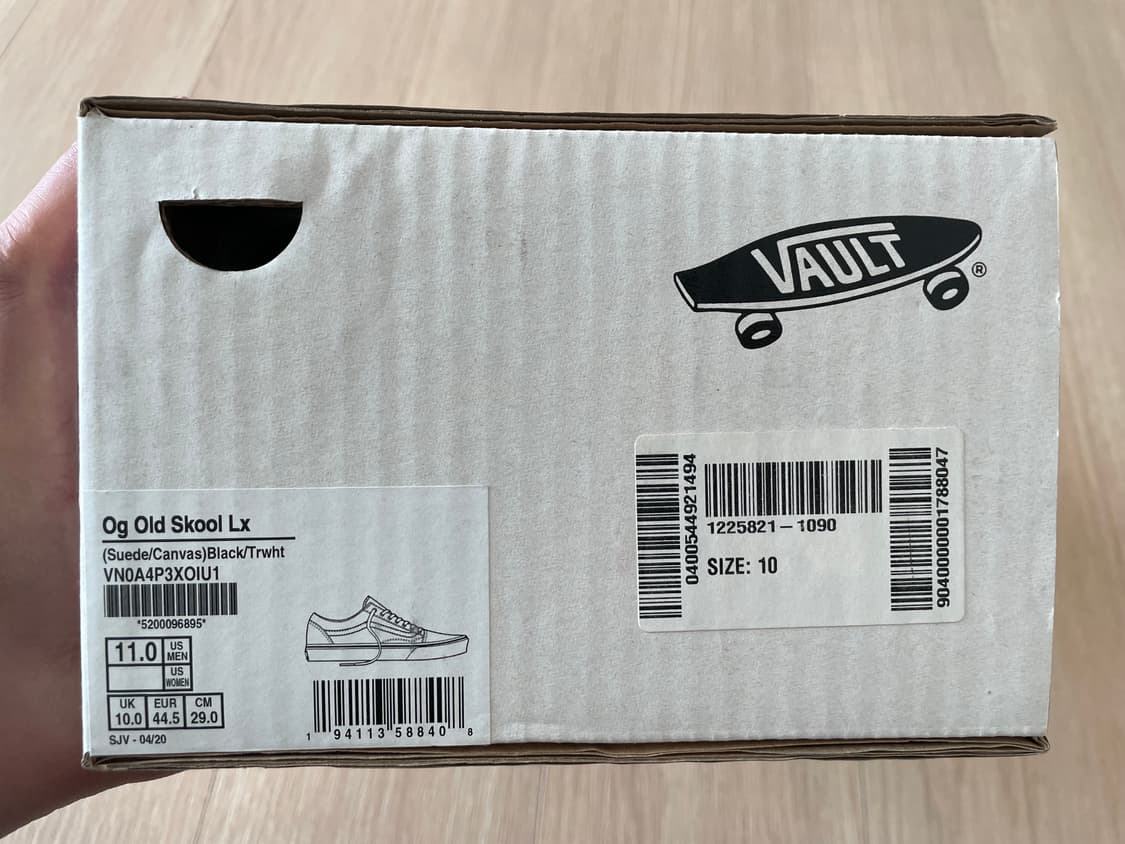 VAULT
®
0400544921494
1225821-1090
SIZE: 10
9040000001788047
Og Old Skool Lx
(Suede/Canvas)Black/Trwht
VN0A4P3XOIU1
*5200096895*
11.0 US MEN
US WOMEN
UK EUR CM
10.0 44.5 29.0
SJV - 04/20
1 94113 58840 8